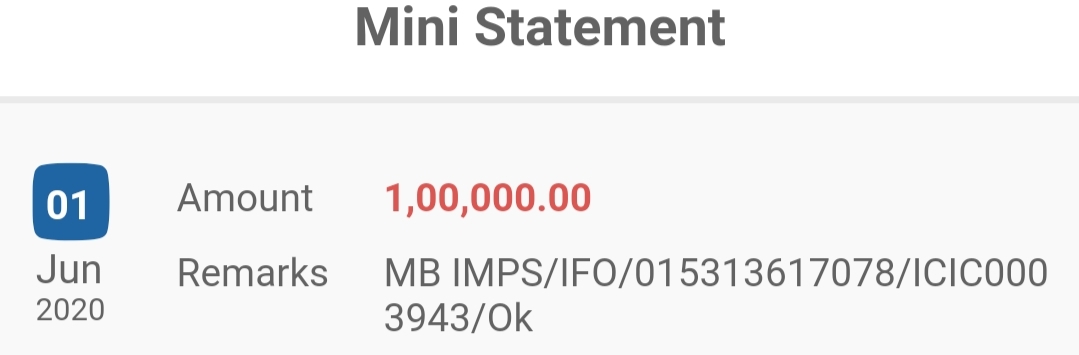 Mini Statement
01
Jun
2020
Amount 1,00,000.00
Remarks MB IMPS/IFO/015313617078/ICIC000
3943/Ok